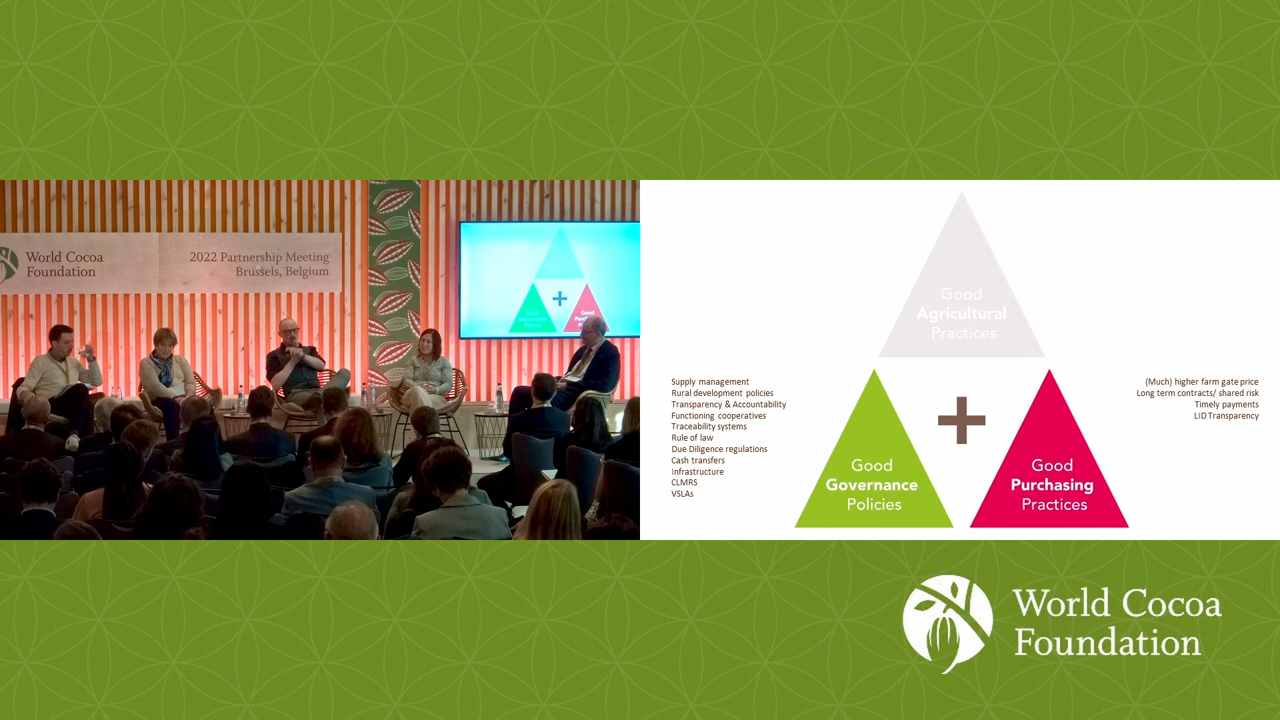 World Cocoa
Foundation
2022 Partnership Meeting
Brussels, Belgium
Good
Agricultural
Practices
Supply management
Rural development policies
Transparency & Accountability
Functioning cooperatives
Traceability systems
Rule of law
Due Diligence regulations
Cash transfers
Infrastructure
CLMRS
VSLAs
(Much) higher farm gate price
Long term contracts/ shared risk
Timely payments
LID Transparency
+
Good
Governance
Policies
Good
Purchasing
Practices
World Cocoa
Foundation